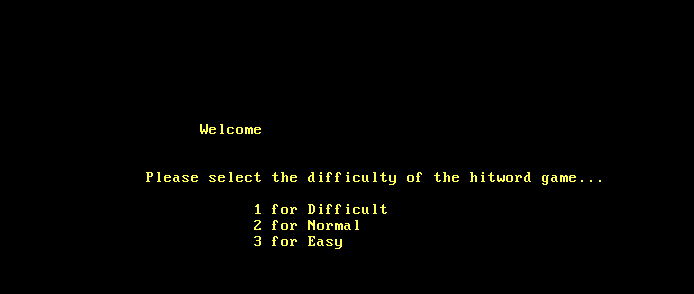 Welcome
Please select the difficulty of the hitword game...
1 for Difficult
2 for Normal
3 for Easy